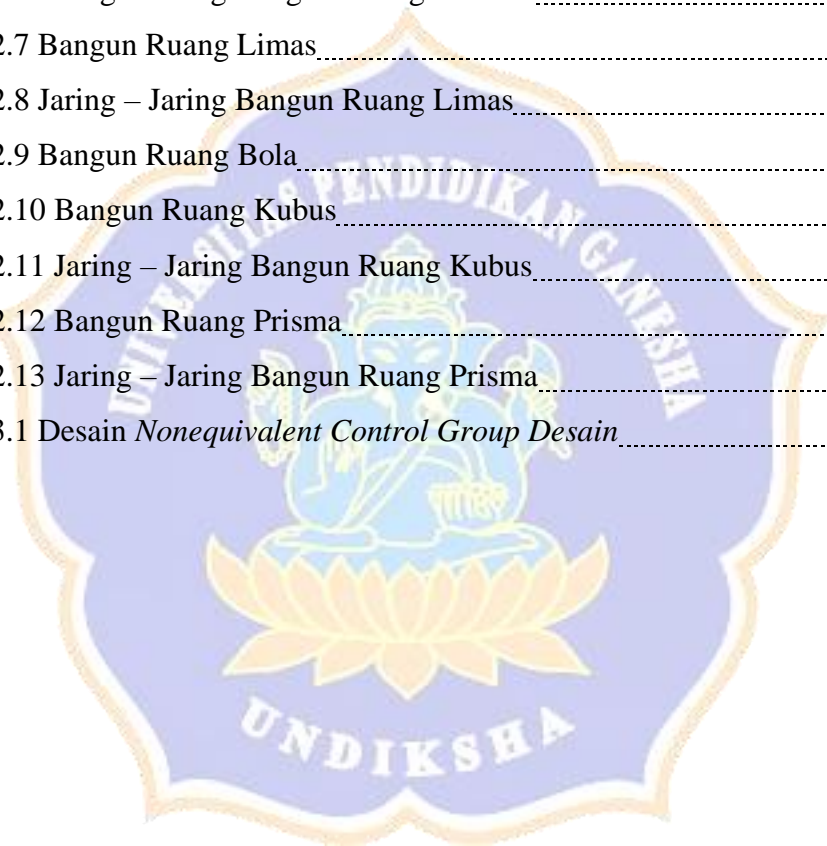 2.7 Bangun Ruang Limas
2.8 Jaring – Jaring Bangun Ruang Limas
2.9 Bangun Ruang Bola
2.10 Bangun Ruang Kubus
2.11 Jaring – Jaring Bangun Ruang Kubus
2.12 Bangun Ruang Prisma
2.13 Jaring – Jaring Bangun Ruang Prisma
3.1 Desain Nonequivalent Control Group Desain
UNIVERSITAS PENDIDIKAN GANESHA
UNDIKSHA